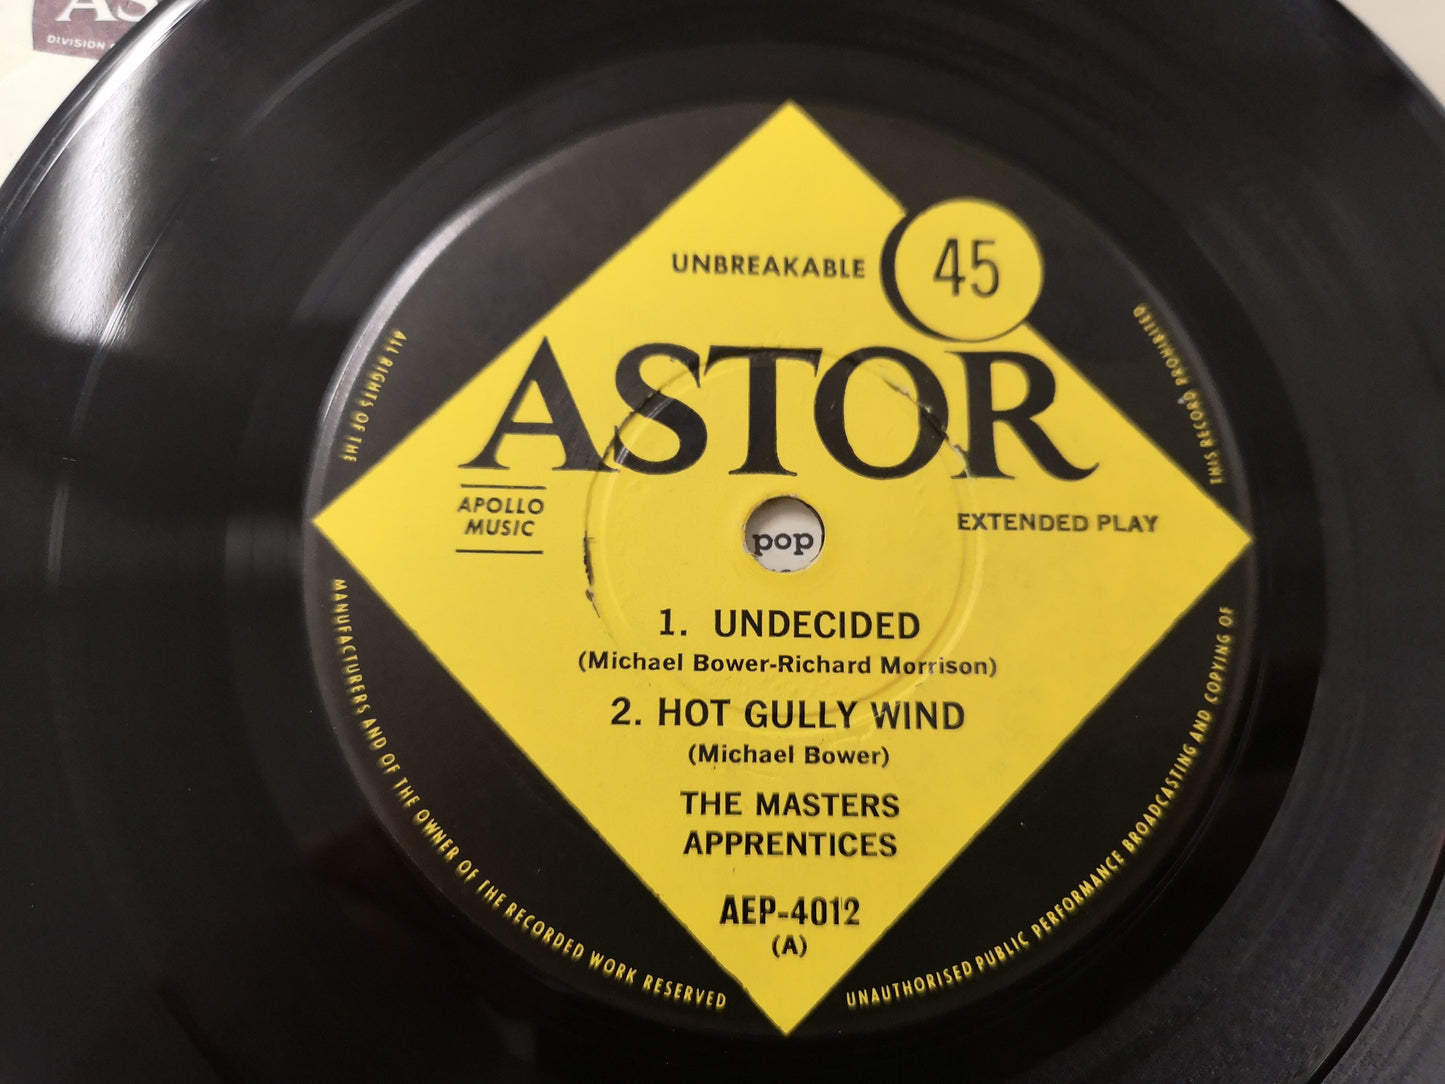 AS
DIVISION
UNBREAKABLE
45
ASTOR
APOLLO
MUSIC
EXTENDED PLAY
pop
1. UNDECIDED
(Michael Bower-Richard Morrison)
2. HOT GULLY WIND
(Michael Bower)
THE MASTERS
APPRENTICES
AEP-4012
(A)
ALL RIGHTS OF THE
MANUFACTURERS AND OF THE OWNER OF THE RECORDED WORK RESERVED
UNAUTHORISED PUBLIC PERFORMANCE BROADCASTING AND COPYING OF
THIS RECORD PROHIBITED